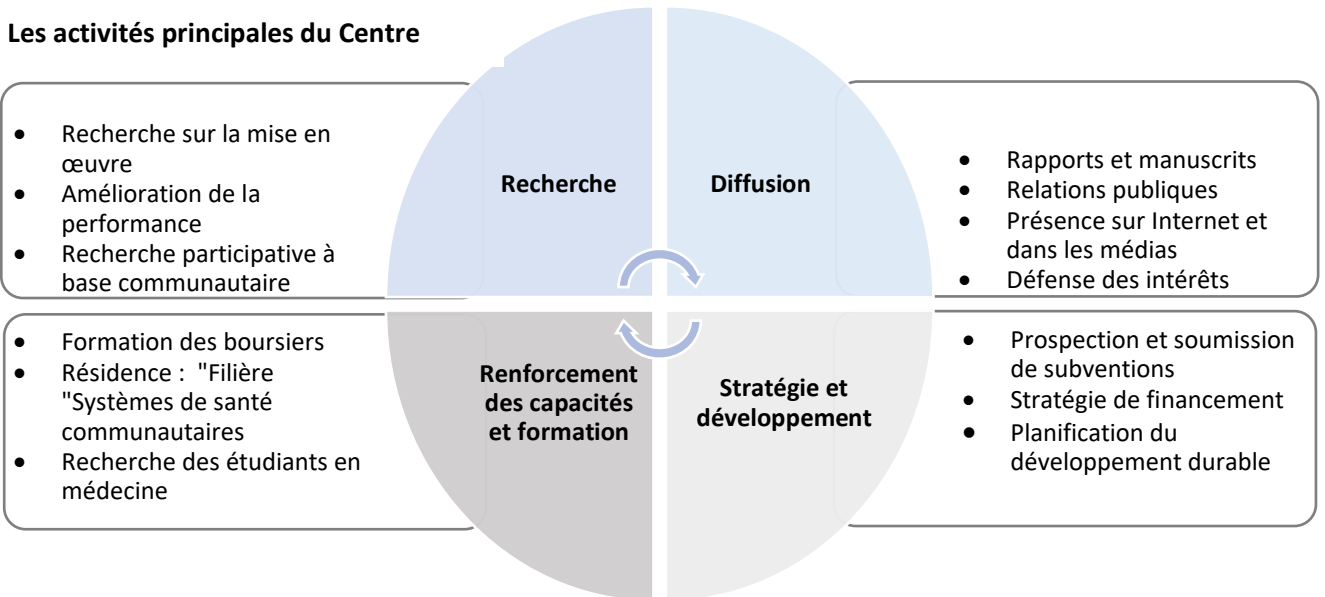 Les activités principales du Centre
• Recherche sur la mise en
œuvre
• Amélioration de la
performance
• Recherche participative à
base communautaire
Recherche
Diffusion
• Rapports et manuscrits
• Relations publiques
• Présence sur Internet et
dans les médias
• Défense des intérêts
• Formation des boursiers
• Résidence : "Filière
"Systèmes de santé
communautaires
• Recherche des étudiants en
médecine
Renforcement
des capacités
et formation
Stratégie et
développement
• Prospection et soumission
de subventions
• Stratégie de financement
• Planification du
développement durable